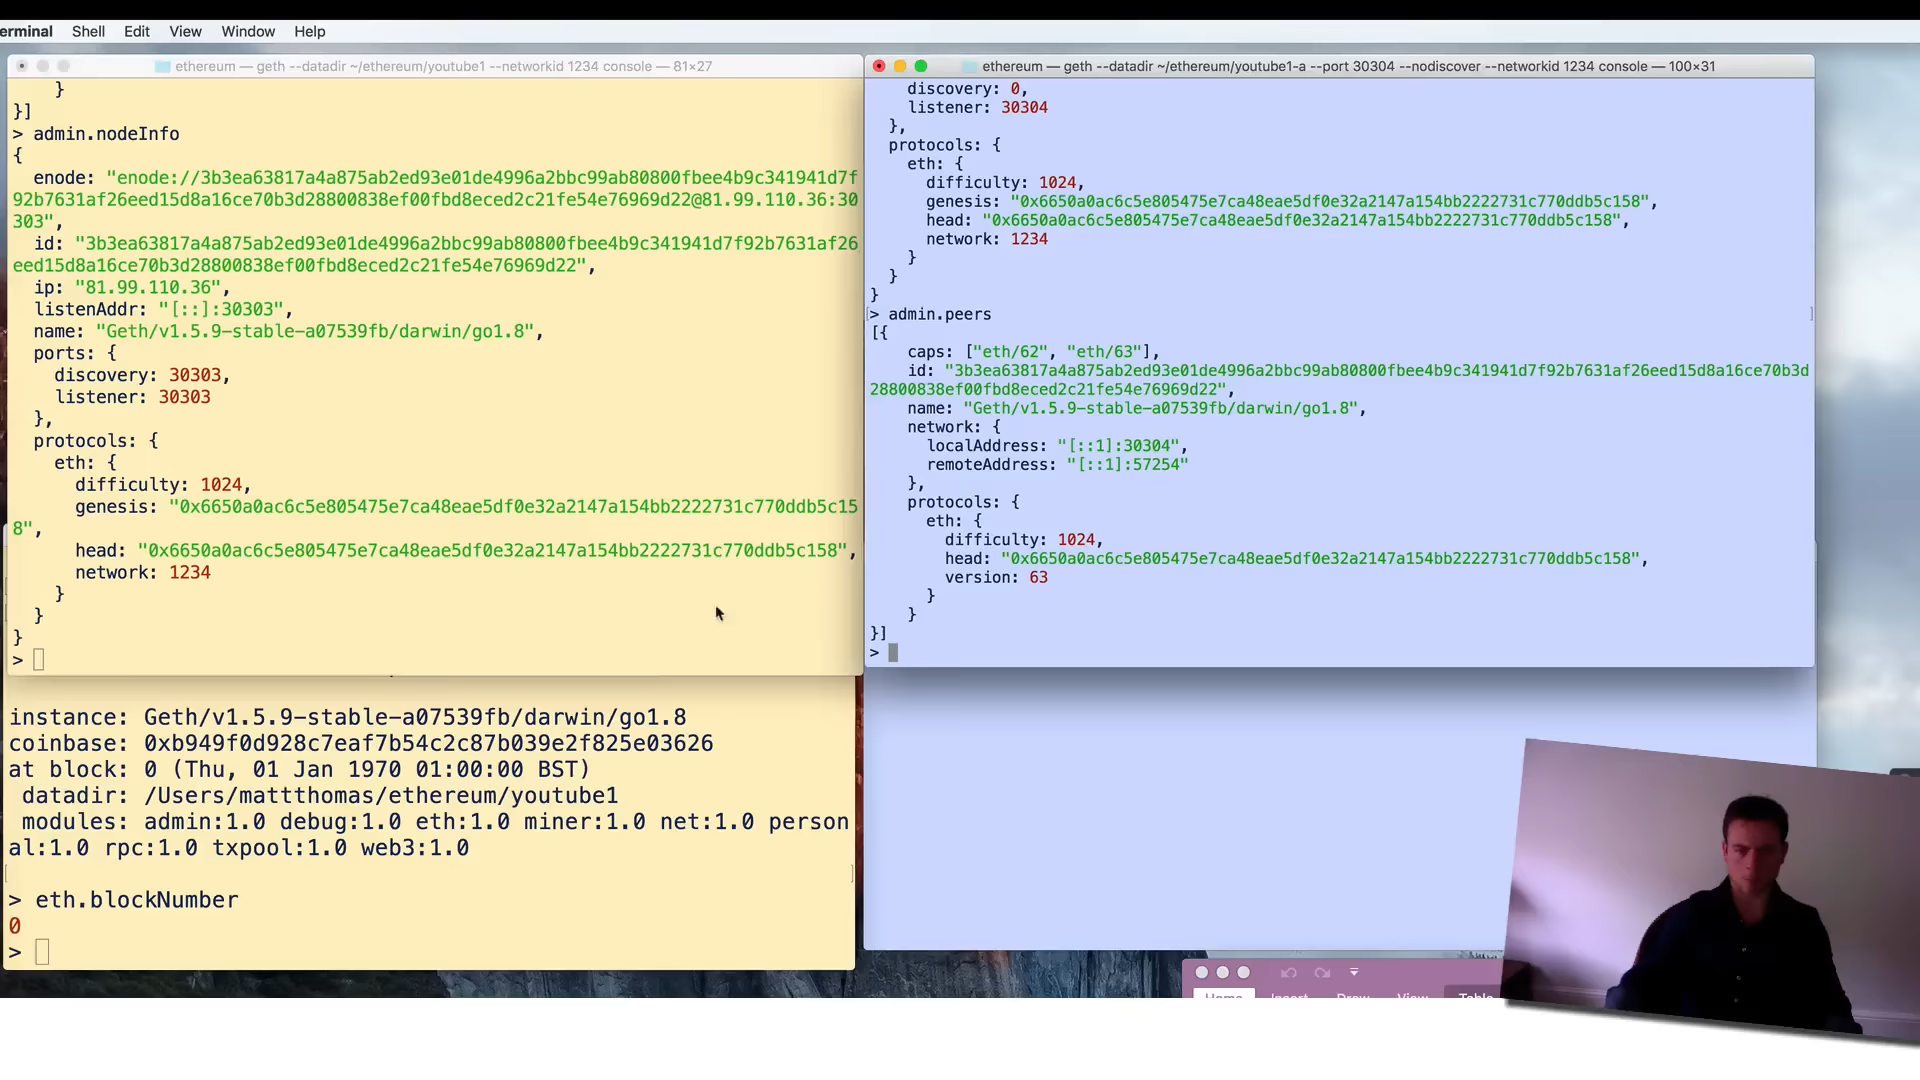 erminal Shell Edit View Window Help
ethereum — geth --datadir ~/ethereum/youtube1 --networkid 1234 console — 81×27
}
}]
> admin.nodeInfo
{
enode: "enode://3b3ea63817a4a875ab2ed93e01de4996a2bbc99ab80800fbee4b9c341941d7f
92b7631af26eed15d8a16ce70b3d28800838ef00fbd8eced2c21fe54e76969d22@81.99.110.36:30
303",
id: "3b3ea63817a4a875ab2ed93e01de4996a2bbc99ab80800fbee4b9c341941d7f92b7631af26
eed15d8a16ce70b3d28800838ef00fbd8eced2c21fe54e76969d22",
ip: "81.99.110.36",
listenAddr: "[::]:30303",
name: "Geth/v1.5.9-stable-a07539fb/darwin/go1.8",
ports: {
discovery: 30303,
listener: 30303
},
protocols: {
eth: {
difficulty: 1024,
genesis: "0x6650a0ac6c5e805475e7ca48eae5df0e32a2147a154bb2222731c770ddb5c15
8",
head: "0x6650a0ac6c5e805475e7ca48eae5df0e32a2147a154bb2222731c770ddb5c158",
network: 1234
}
}
}
>
instance: Geth/v1.5.9-stable-a07539fb/darwin/go1.8
coinbase: 0xb949f0d928c7eaf7b54c2c87b039e2f825e03626
at block: 0 (Thu, 01 Jan 1970 01:00:00 BST)
datadir: /Users/mattthomas/ethereum/youtube1
modules: admin:1.0 debug:1.0 eth:1.0 miner:1.0 net:1.0 person
al:1.0 rpc:1.0 txpool:1.0 web3:1.0
> eth.blockNumber
0
>
ethereum — geth --datadir ~/ethereum/youtube1-a --port 30304 --nodiscover --networkid 1234 console — 100×31
discovery: 0,
listener: 30304
},
protocols: {
eth: {
difficulty: 1024,
genesis: "0x6650a0ac6c5e805475e7ca48eae5df0e32a2147a154bb2222731c770ddb5c158",
head: "0x6650a0ac6c5e805475e7ca48eae5df0e32a2147a154bb2222731c770ddb5c158",
network: 1234
}
}
}
[> admin.peers ]
[{
caps: ["eth/62", "eth/63"],
id: "3b3ea63817a4a875ab2ed93e01de4996a2bbc99ab80800fbee4b9c341941d7f92b7631af26eed15d8a16ce70b3d
28800838ef00fbd8eced2c21fe54e76969d22",
name: "Geth/v1.5.9-stable-a07539fb/darwin/go1.8",
network: {
localAddress: "[::1]:30304",
remoteAddress: "[::1]:57254"
},
protocols: {
eth: {
difficulty: 1024,
head: "0x6650a0ac6c5e805475e7ca48eae5df0e32a2147a154bb2222731c770ddb5c158",
version: 63
}
}
}]
>
Home Insert Draw View Table